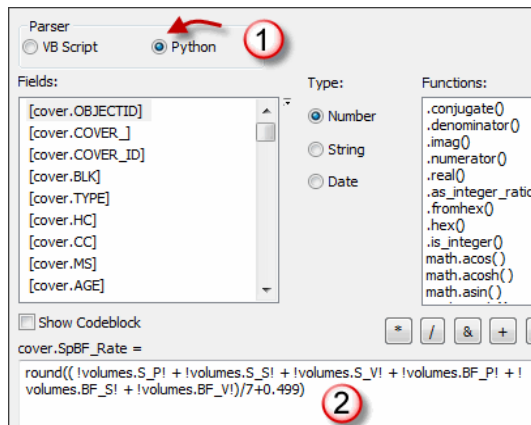 Parser
VB Script
Python
1
Fields:
Type:
Functions:
[cover.OBJECTID]
[cover.COVER_]
[cover.COVER_ID]
[cover.BLK]
[cover.TYPE]
[cover.HC]
[cover.CC]
[cover.MS]
[cover.AGE]
Number
String
Date
.conjugate()
.denominator()
.imag()
.numerator()
.real()
.as_integer_ratio
.fromhex()
.hex()
.is_integer()
math.acos( )
math.acosh( )
math.asin( )
Show Codeblock
* / & +
cover.SpBF_Rate =
round(( !volumes.S_P! + !volumes.S_S! + !volumes.S_V! + !volumes.BF_P! + !
volumes.BF_S! + !volumes.BF_V!)/7+0.499)
2